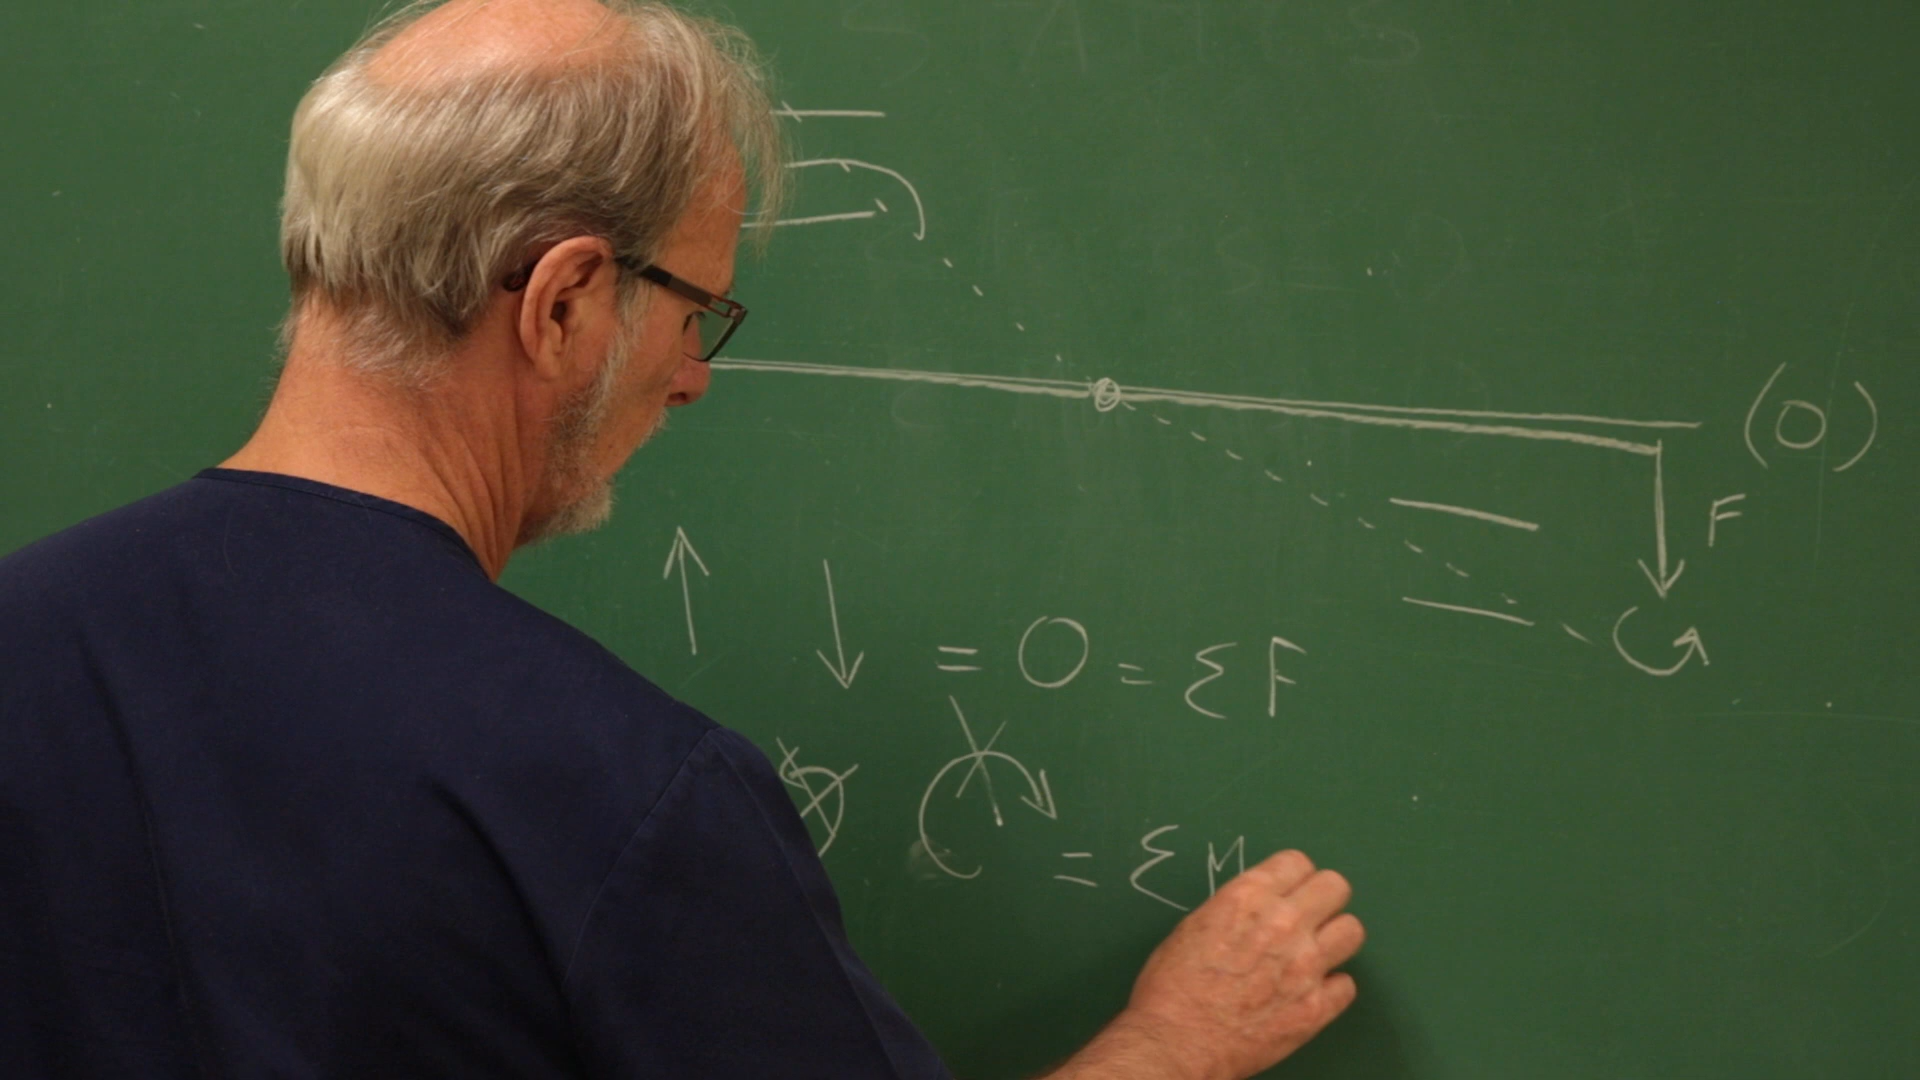 STATICS
(O)
F
= O = ΣF
= ΣM